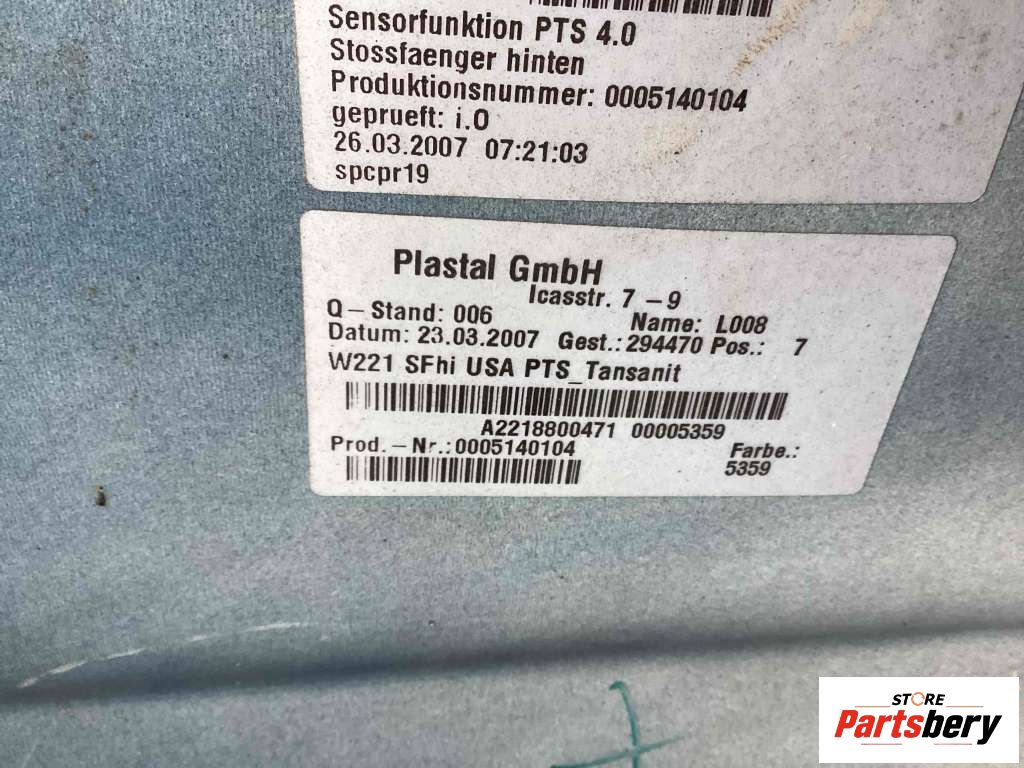 Sensorfunktion PTS 4.0
Stossfaenger hinten
Produktionsnummer: 0005140104
geprueft: i.O
26.03.2007 07:21:03
spcpr19
Plastal GmbH
Icasstr. 7-9
Q-Stand: 006 Name: L008
Datum: 23.03.2007 Gest.:294470 Pos.: 7
W221 SFhi USA PTS_Tansanit
A2218800471 00005359
Prod.-Nr.:0005140104 Farbe.:
5359
STORE
Partsbery